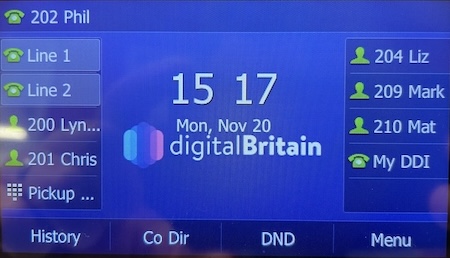 202 Phil
Line 1
Line 2
200 Lyn...
201 Chris
Pickup ...
15 17
Mon, Nov 20
digitalBritain
204 Liz
209 Mark
210 Mat
My DDI
History
Co Dir
DND
Menu